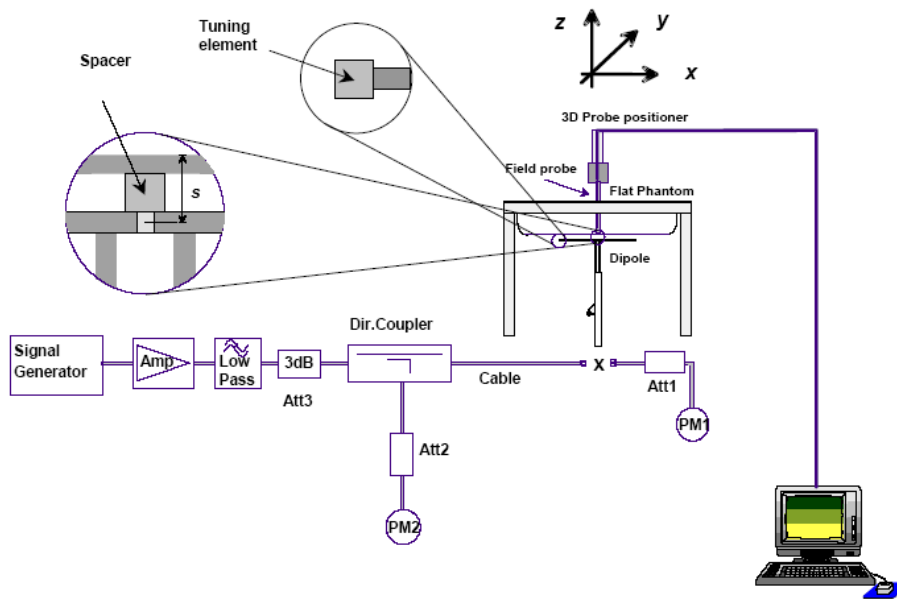 Tuning
element
Spacer
s
z
y
x
3D Probe positioner
Field probe
Flat Phantom
Dipole
Dir.Coupler
Signal
Generator
Amp
Low
Pass
3dB
Att3
Cable
x
Att1
PM1
Att2
PM2